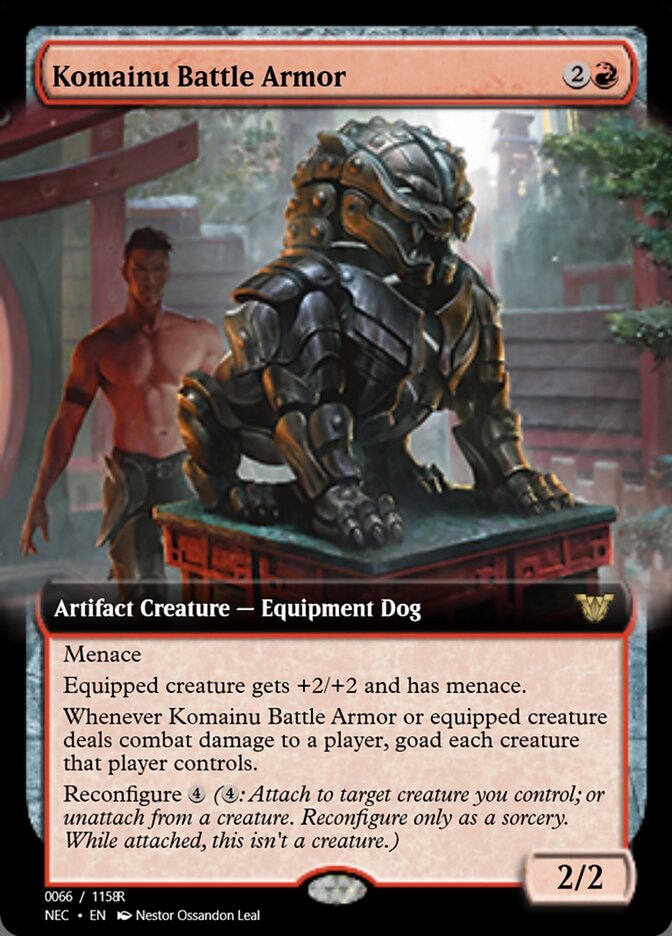 Komainu Battle Armor 2
Artifact Creature — Equipment Dog
Menace
Equipped creature gets +2/+2 and has menace.
Whenever Komainu Battle Armor or equipped creature
deals combat damage to a player, goad each creature
that player controls.
Reconfigure 4 (4: Attach to target creature you control; or
unattach from a creature. Reconfigure only as a sorcery.
While attached, this isn't a creature.)
2/2
0066 / 1158R
NEC • EN Nestor Ossandon Leal